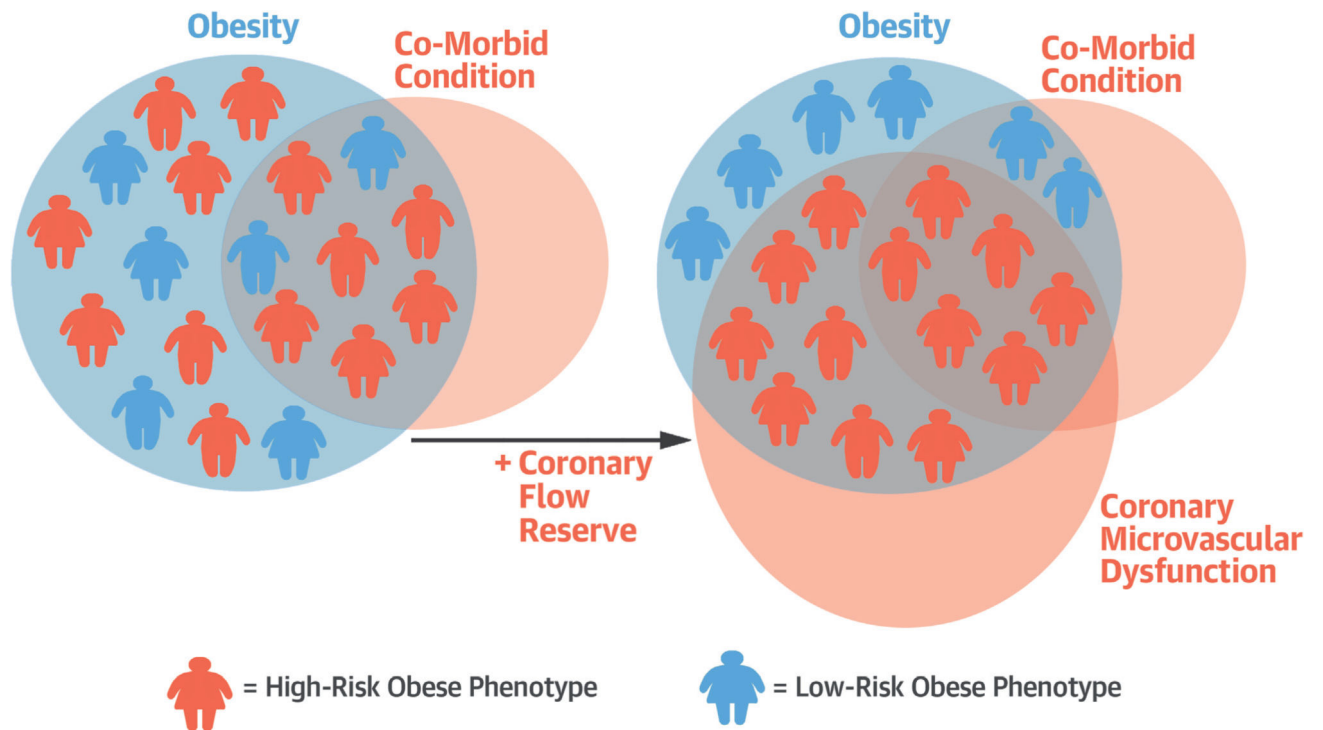 Obesity
Co-Morbid
Condition
Obesity
Co-Morbid
Condition
+ Coronary
Flow
Reserve
Coronary
Microvascular
Dysfunction
= High-Risk Obese Phenotype
= Low-Risk Obese Phenotype